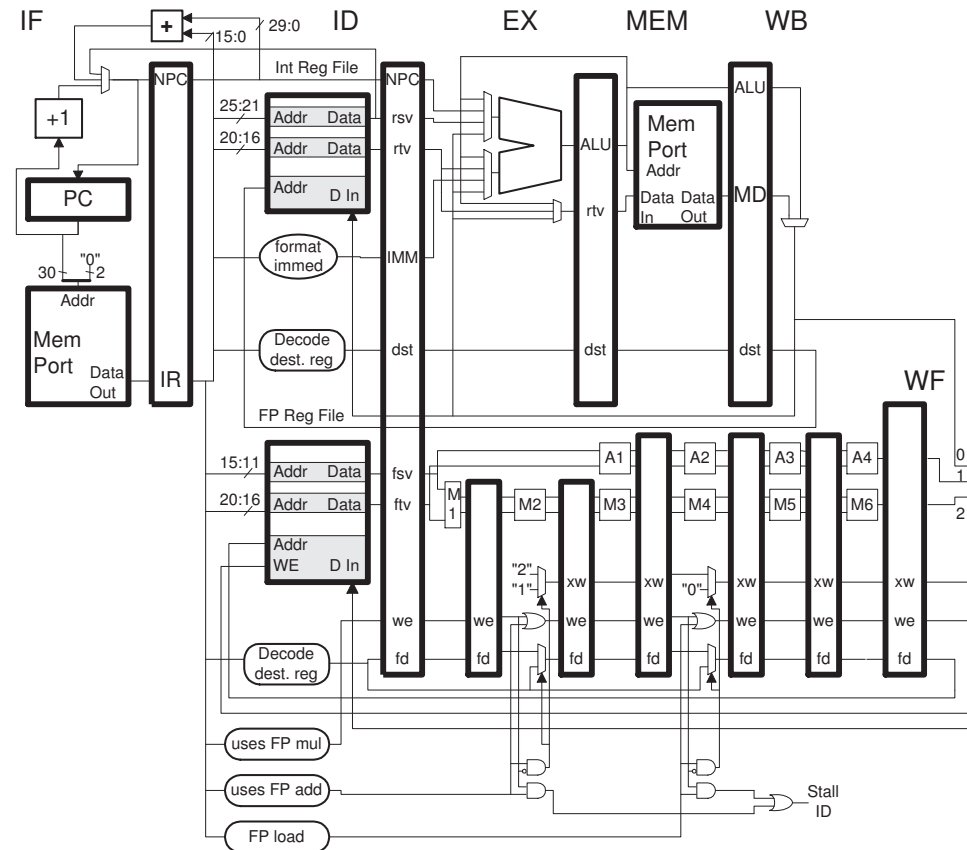 IF ID EX MEM WB
+ 29:0
15:0
Int Reg File
NPC NPC ALU
+1
25:21 Addr Data rsv
20:16 Addr Data rtv
Addr D In
ALU
Mem Port
Addr
Data In Data Out
MD
rtv
PC
format immed
IMM
30 "0" 2
Addr
Mem Port
Data Out
IR
Decode dest. reg
dst dst dst
WF
FP Reg File
15:11 Addr Data fsv
20:16 Addr Data ftv
Addr
WE D In
A1 A2 A3 A4
M1 M2 M3 M4 M5 M6
0
1
2
"2"
"1"
"0"
xw xw xw xw
we we we we we we
fd fd fd fd fd fd
Decode dest. reg
uses FP mul
uses FP add
FP load
Stall ID